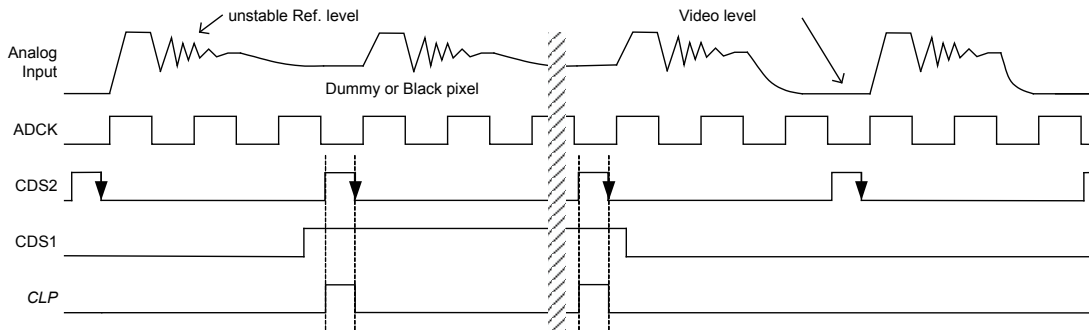 unstable Ref. level
Video level
Analog
Input
Dummy or Black pixel
ADCK
CDS2
CDS1
CLP